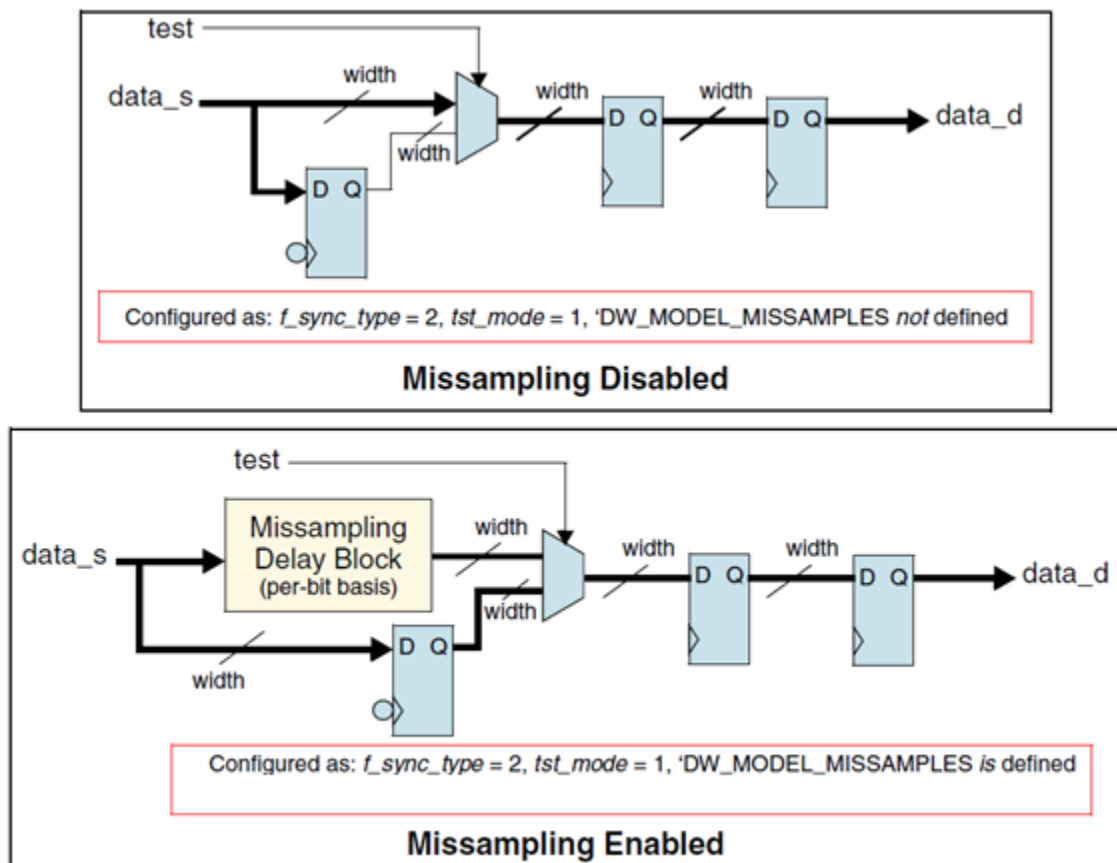 test
width
data_s
width
width
D Q
width
D Q
data_d
width
D Q
Configured as: f_sync_type = 2, tst_mode = 1, ‘DW_MODEL_MISSAMPLES not defined
Missampling Disabled
test
Missampling
Delay Block
(per-bit basis)
data_s
width
width
width
D Q
width
D Q
data_d
width
D Q
Configured as: f_sync_type = 2, tst_mode = 1, ‘DW_MODEL_MISSAMPLES is defined
Missampling Enabled